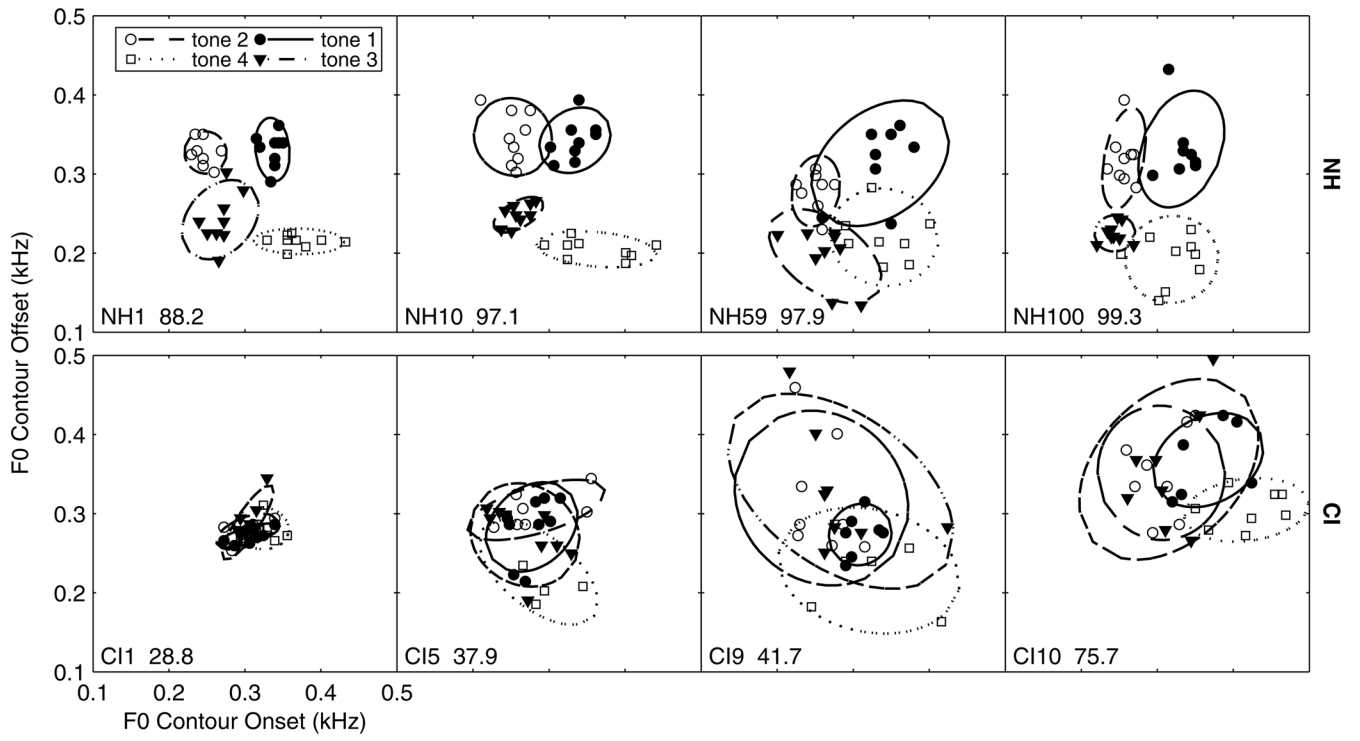 0.5
tone 2 tone 1
tone 4 tone 3
0.4
0.3
0.2
0.1
NH1 88.2
NH10 97.1
NH59 97.9
NH100 99.3
NH
F0 Contour Offset (kHz)
0.5
0.4
0.3
0.2
0.1
CI1 28.8
CI5 37.9
CI9 41.7
CI10 75.7
CI
0.1 0.2 0.3 0.4 0.5
F0 Contour Onset (kHz)